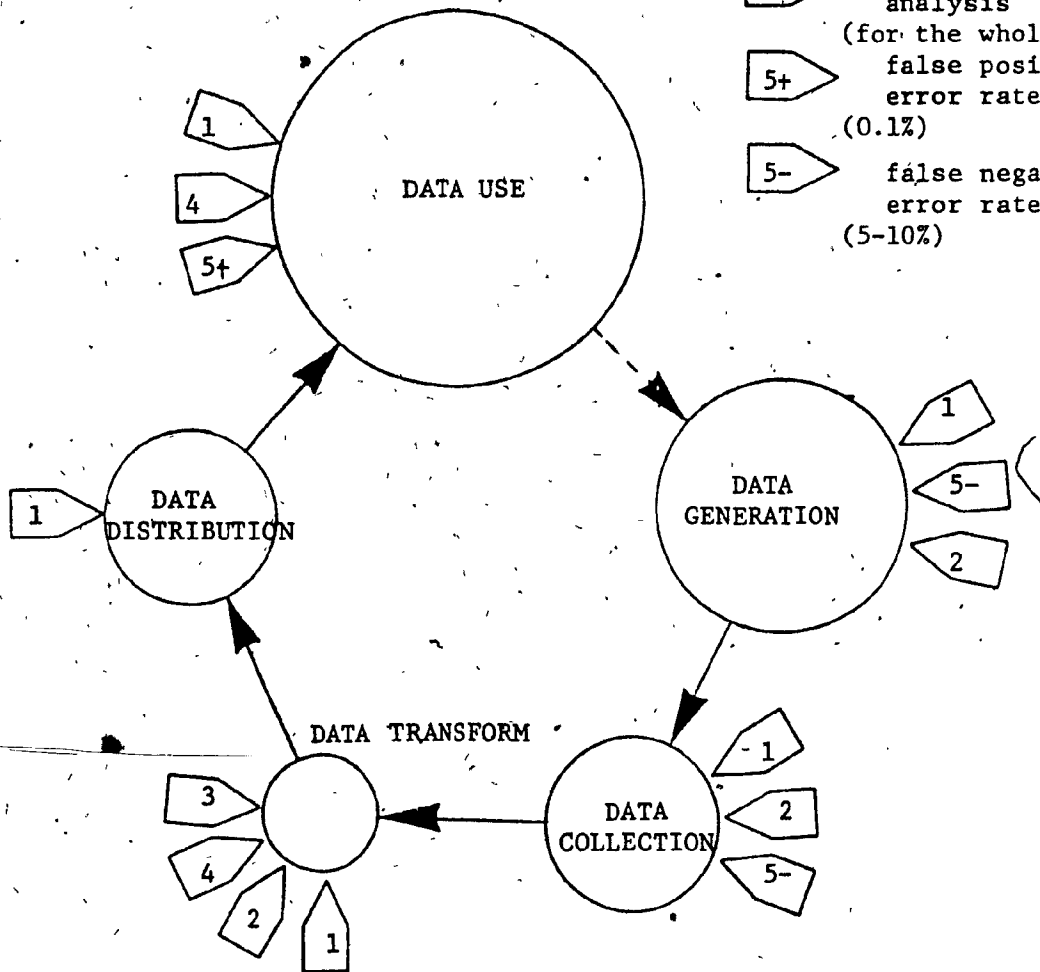 analysis
(for the whol
false posi
5+
error rate
(0.1%)
5-
false nega
error rate
(5-10%)
1
4
5+
DATA USE
1
DATA
DISTRIBUTION
DATA
GENERATION
1
5-
2
DATA TRANSFORM
3
4
2
1
DATA
COLLECTION
1
2
5-